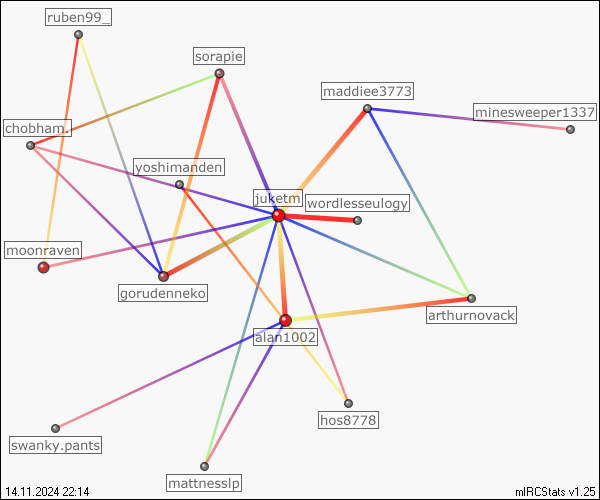 ruben99_
sorapie
maddiee3773
minesweeper1337
chobham.
yoshimanden
juketm
wordlesseulogy
moonraven
gorudenneko
arthurnovack
alan1002
hos8778
swanky.pants
mattnesslp
14.11.2024 22:14
mIRCStats v1.25